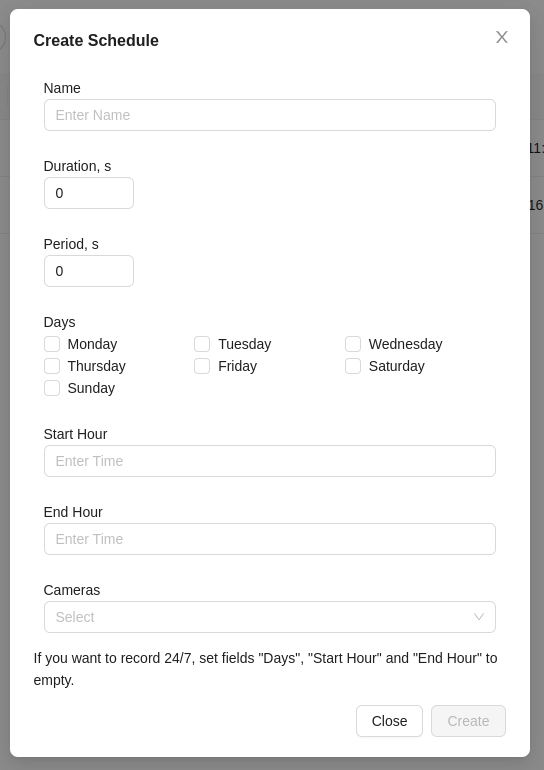 Create Schedule
Name
Enter Name
Duration, s
0
Period, s
0
Days
Monday Tuesday Wednesday
Thursday Friday Saturday
Sunday
Start Hour
Enter Time
End Hour
Enter Time
Cameras
Select
If you want to record 24/7, set fields "Days", "Start Hour" and "End Hour" to
empty.
Close Create
11:
16